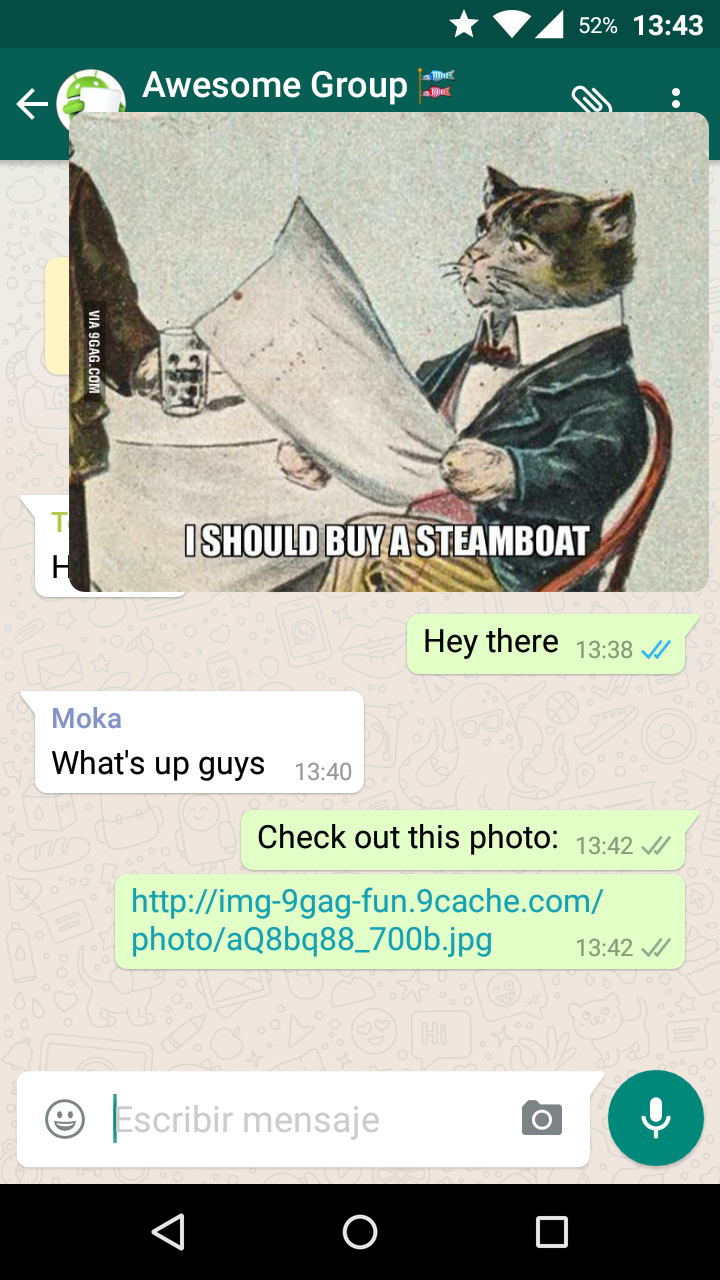 52% 13:43
Awesome Group
VIA 9GAG.COM
I SHOULD BUY A STEAMBOAT
Hey there 13:38
Moka
What's up guys 13:40
Check out this photo: 13:42
http://img-9gag-fun.9cache.com/
photo/aQ8bq88_700b.jpg 13:42
Escribir mensaje